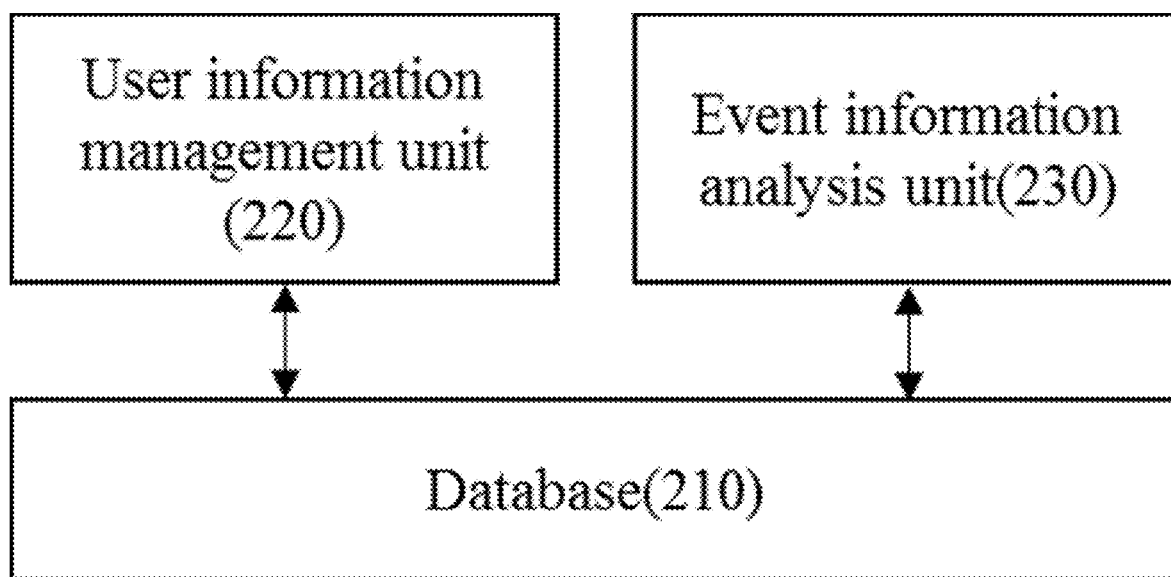 User information
management unit
(220)
Event information
analysis unit(230)
Database(210)